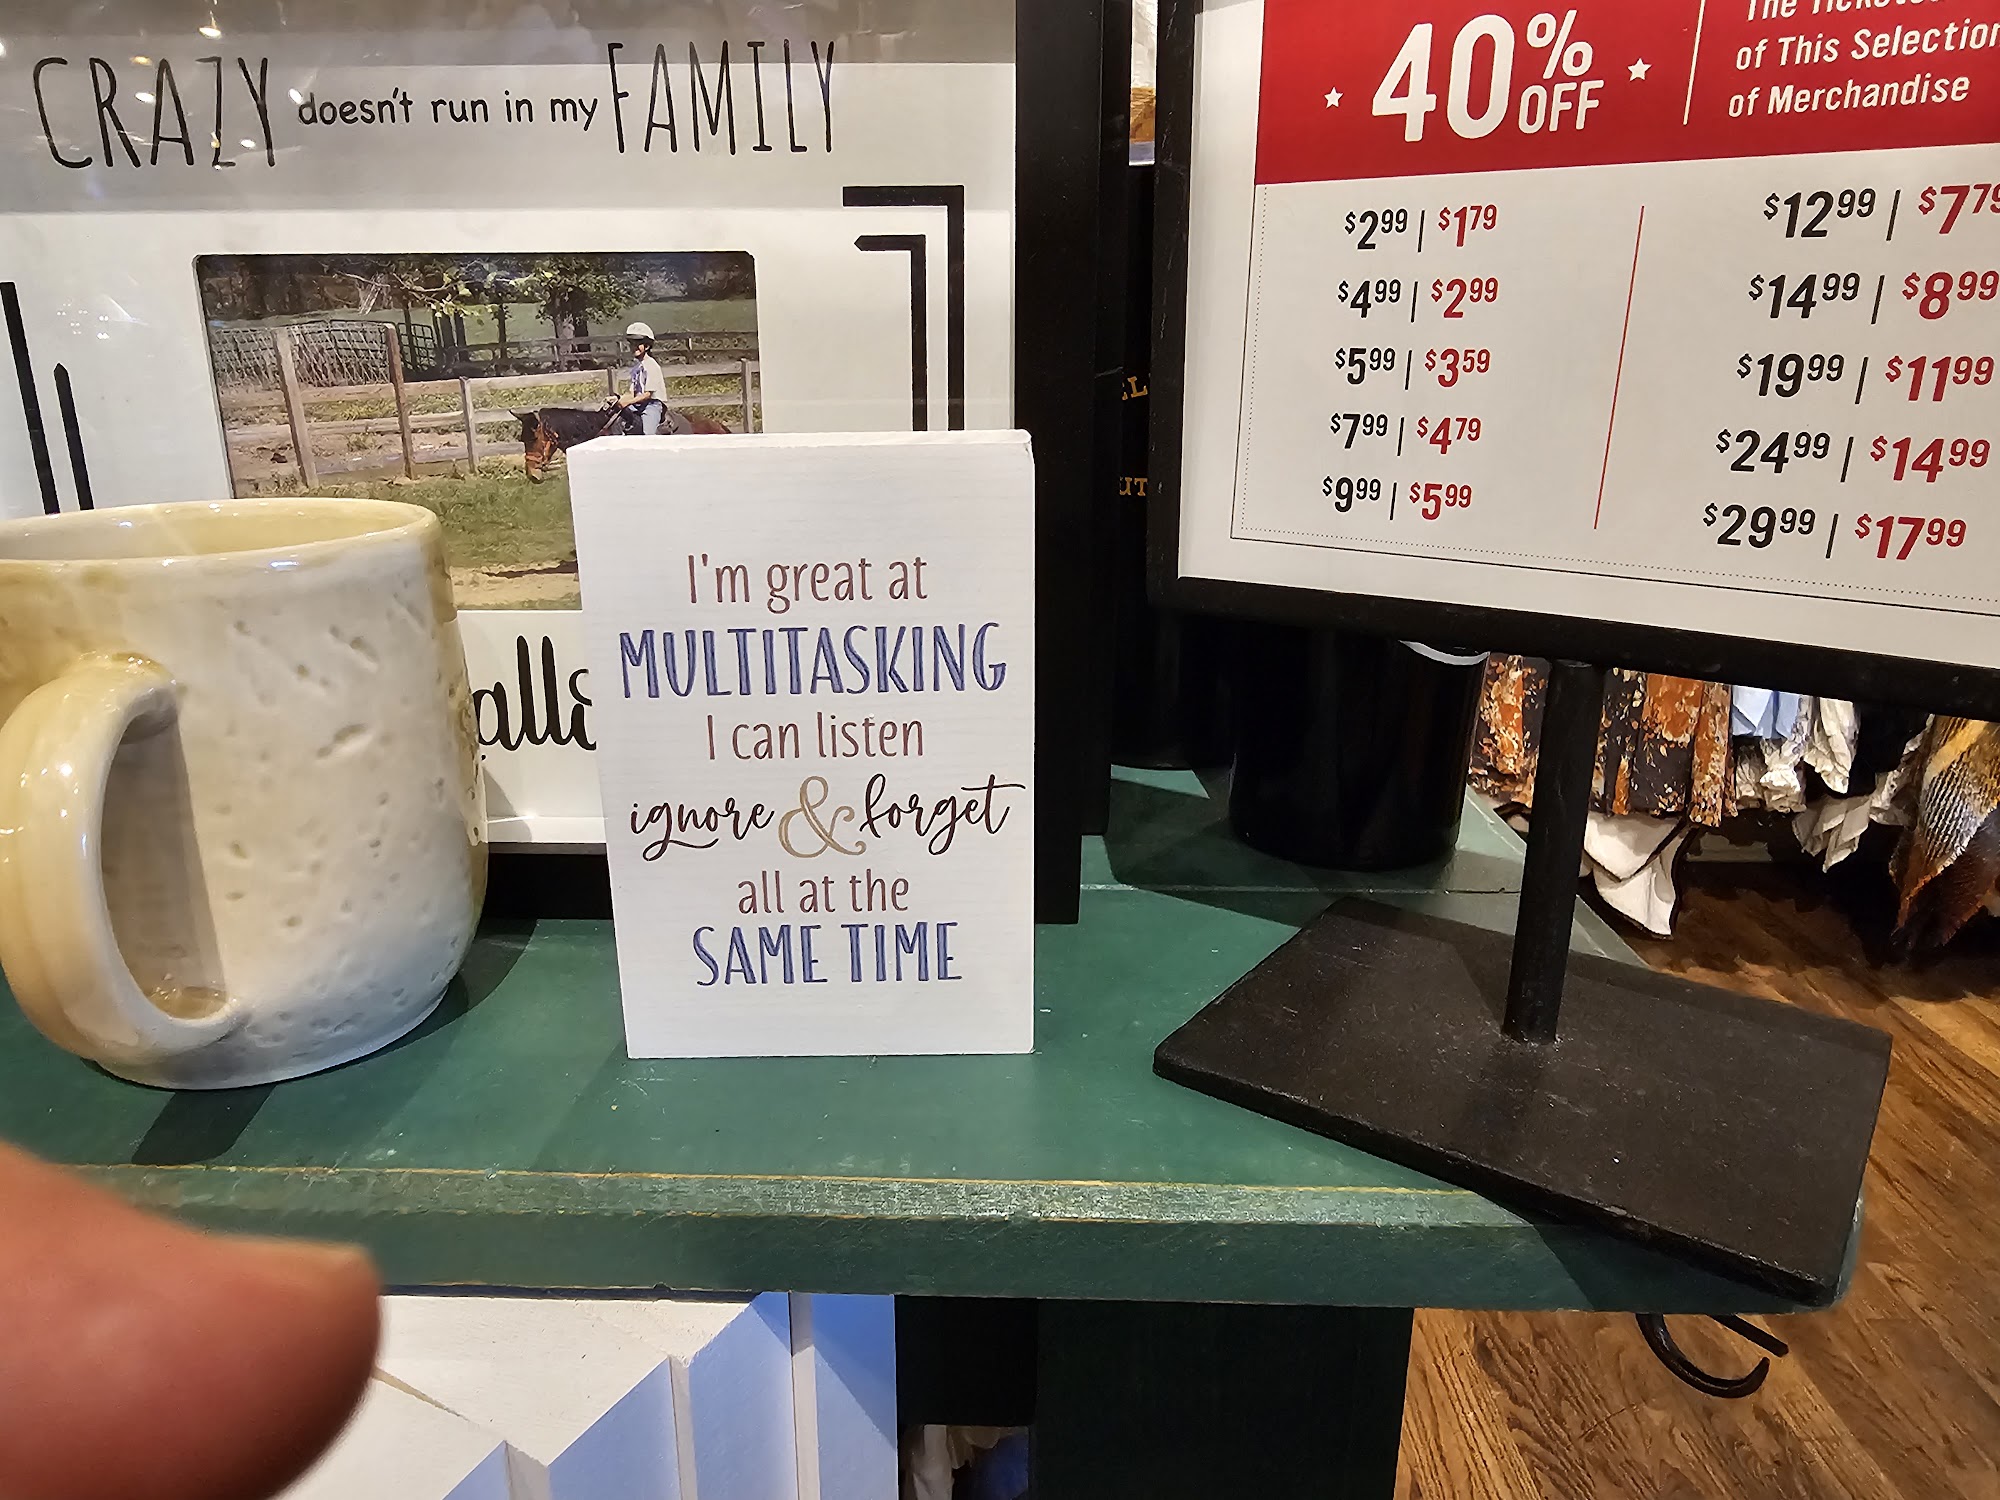 CRAZY doesn't run in my FAMILY
I'm great at
MULTITASKING
I can listen
ignore & forget
all at the
SAME TIME
40% OFF
of This Selection
of Merchandise
$2.99 | $1.79
$4.99 | $2.99
$5.99 | $3.59
$7.99 | $4.79
$9.99 | $5.99
$12.99 | $7.79
$14.99 | $8.99
$19.99 | $11.99
$24.99 | $14.99
$29.99 | $17.99